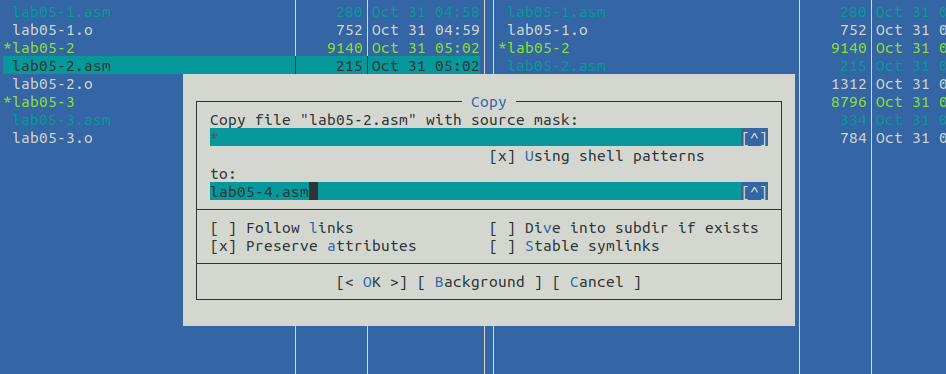 lab05-1.asm 280 Oct 31 04:58 lab05-1.asm 280 Oct 31 0
lab05-1.o 752 Oct 31 04:59 lab05-1.o 752 Oct 31 0
*lab05-2 9140 Oct 31 05:02 *lab05-2 9140 Oct 31 0
lab05-2.asm 215 Oct 31 05:02 lab05-2.asm 215 Oct 31 0
lab05-2.o 1312 Oct 31 0
*lab05-3 8796 Oct 31 0
lab05-3.asm 334 Oct 31 0
lab05-3.o 784 Oct 31 0
Copy
Copy file "lab05-2.asm" with source mask:
* [^]
[x] Using shell patterns
to:
lab05-4.asm [^]
[ ] Follow links [ ] Dive into subdir if exists
[x] Preserve attributes [ ] Stable symlinks
[< OK >] [ Background ] [ Cancel ]